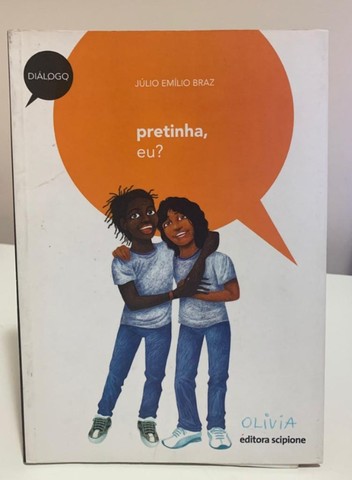 DIÁLOGO
JÚLIO EMÍLIO BRAZ
pretinha,
eu?
OLIVIA
editora scipione